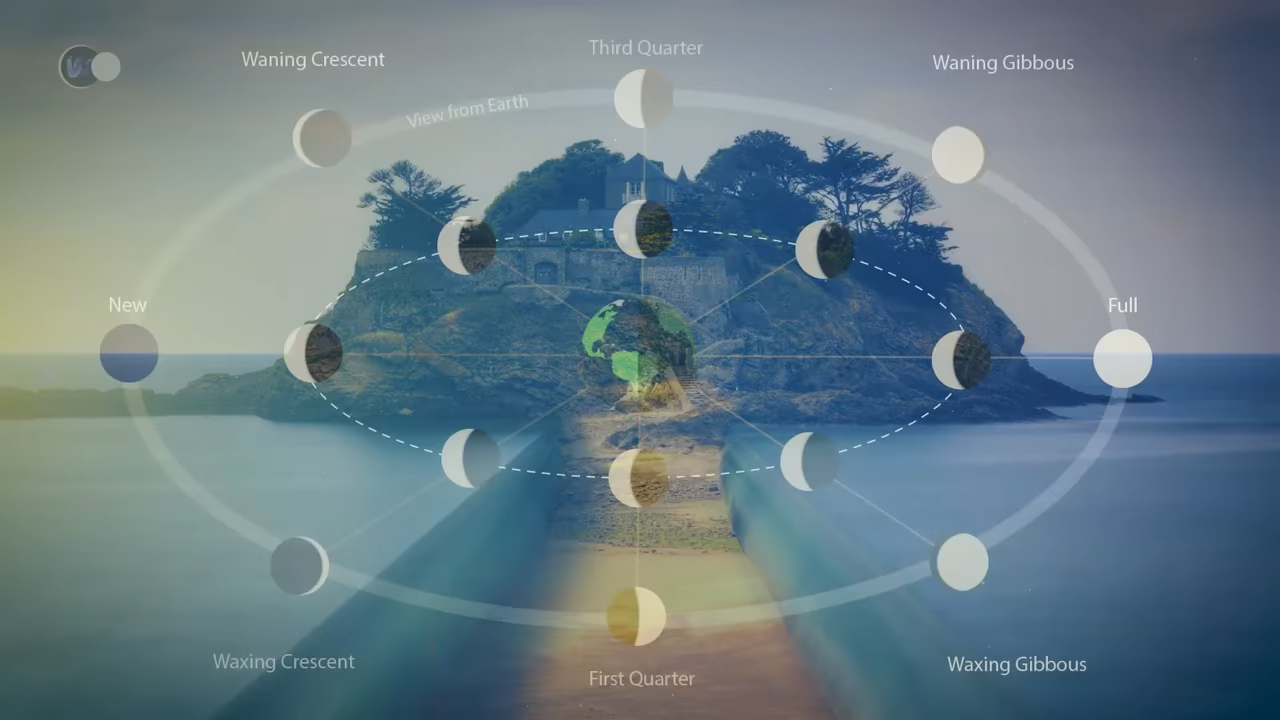 Waning Crescent
Third Quarter
Waning Gibbous
View from Earth
New
Full
Waxing Crescent
First Quarter
Waxing Gibbous